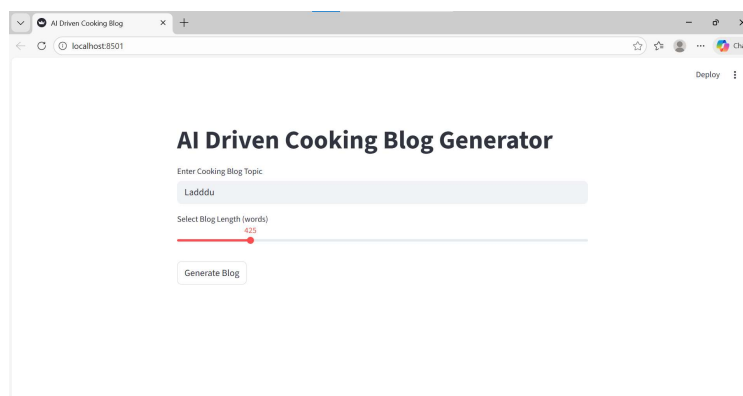 AI Driven Cooking Blog
localhost:8501
Deploy
AI Driven Cooking Blog Generator
Enter Cooking Blog Topic
Ladddu
Select Blog Length (words)
425
Generate Blog